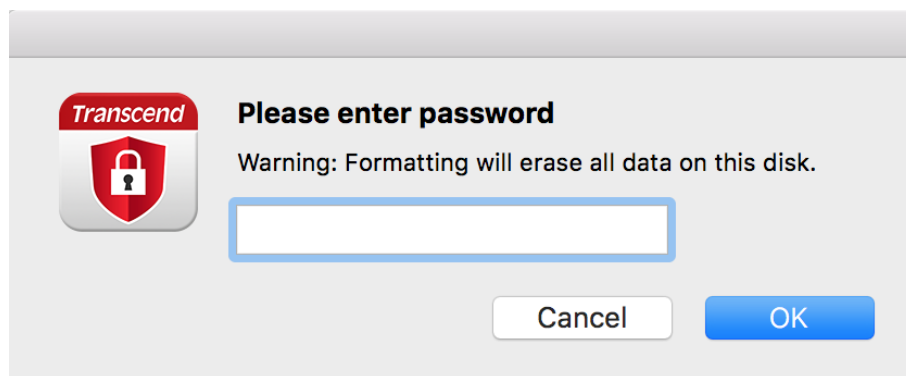 Transcend
Please enter password
Warning: Formatting will erase all data on this disk.
Cancel
OK